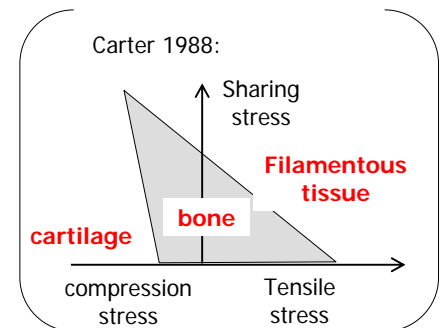 Carter 1988:
Sharing
stress
Filamentous
tissue
bone
cartilage
compression
stress
Tensile
stress